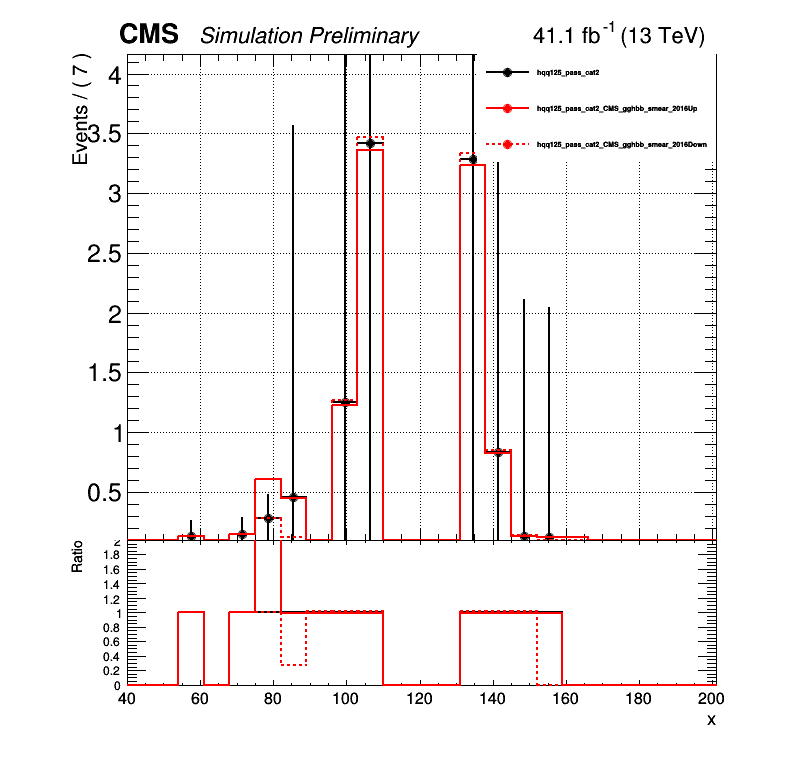 CMS Simulation Preliminary 41.1 fb-1 (13 TeV)
Events / ( 7 )
4
3.5
3
2.5
2
1.5
1
0.5
hqq125_pass_cat2
hqq125_pass_cat2_CMS_gghbb_smear_2016Up
hqq125_pass_cat2_CMS_gghbb_smear_2016Down
Ratio
2
1.8
1.6
1.4
1.2
1
0.8
0.6
0.4
0.2
0
40 60 80 100 120 140 160 180 200
x